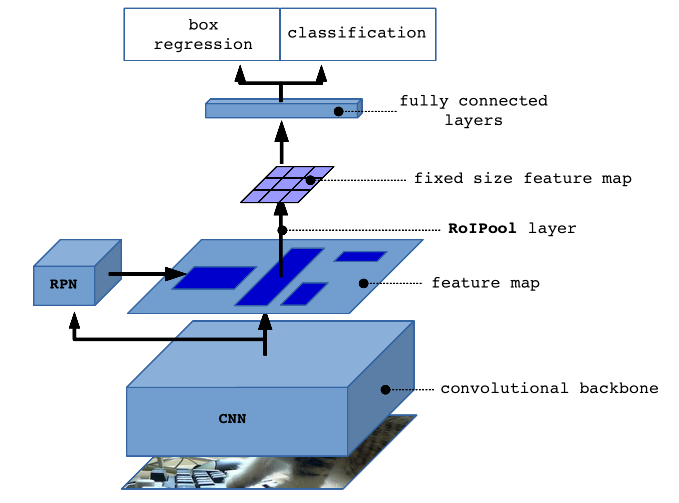 box
regression
classification
fully connected
layers
fixed size feature map
RoIPool layer
RPN
feature map
convolutional backbone
CNN